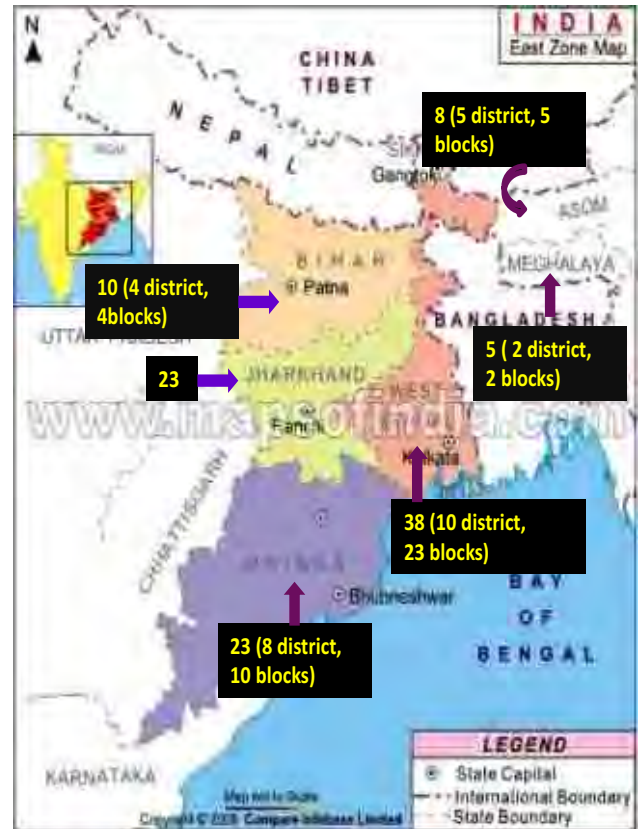 N
INDIA
East Zone Map
CHINA
TIBET
NEPAL
8 (5 district, 5
blocks)
Gangtok
ASOM
MEGHALAYA
BIHAR
Patna
10 (4 district,
4blocks)
BANGLADESH
UTTAR
5 ( 2 district,
2 blocks)
23
JHARKHAND
WEST
www.mapsofindia.com
Ranchi
Kolkata
CHHATTISGARH
38 (10 district,
23 blocks)
Bhubneshwar
BAY
OF
BENGAL
23 (8 district,
10 blocks)
LEGEND
KARNATAKA
State Capital
International Boundary
State Boundary
Map not to Scale
Copyright © Compare Infobase Limited